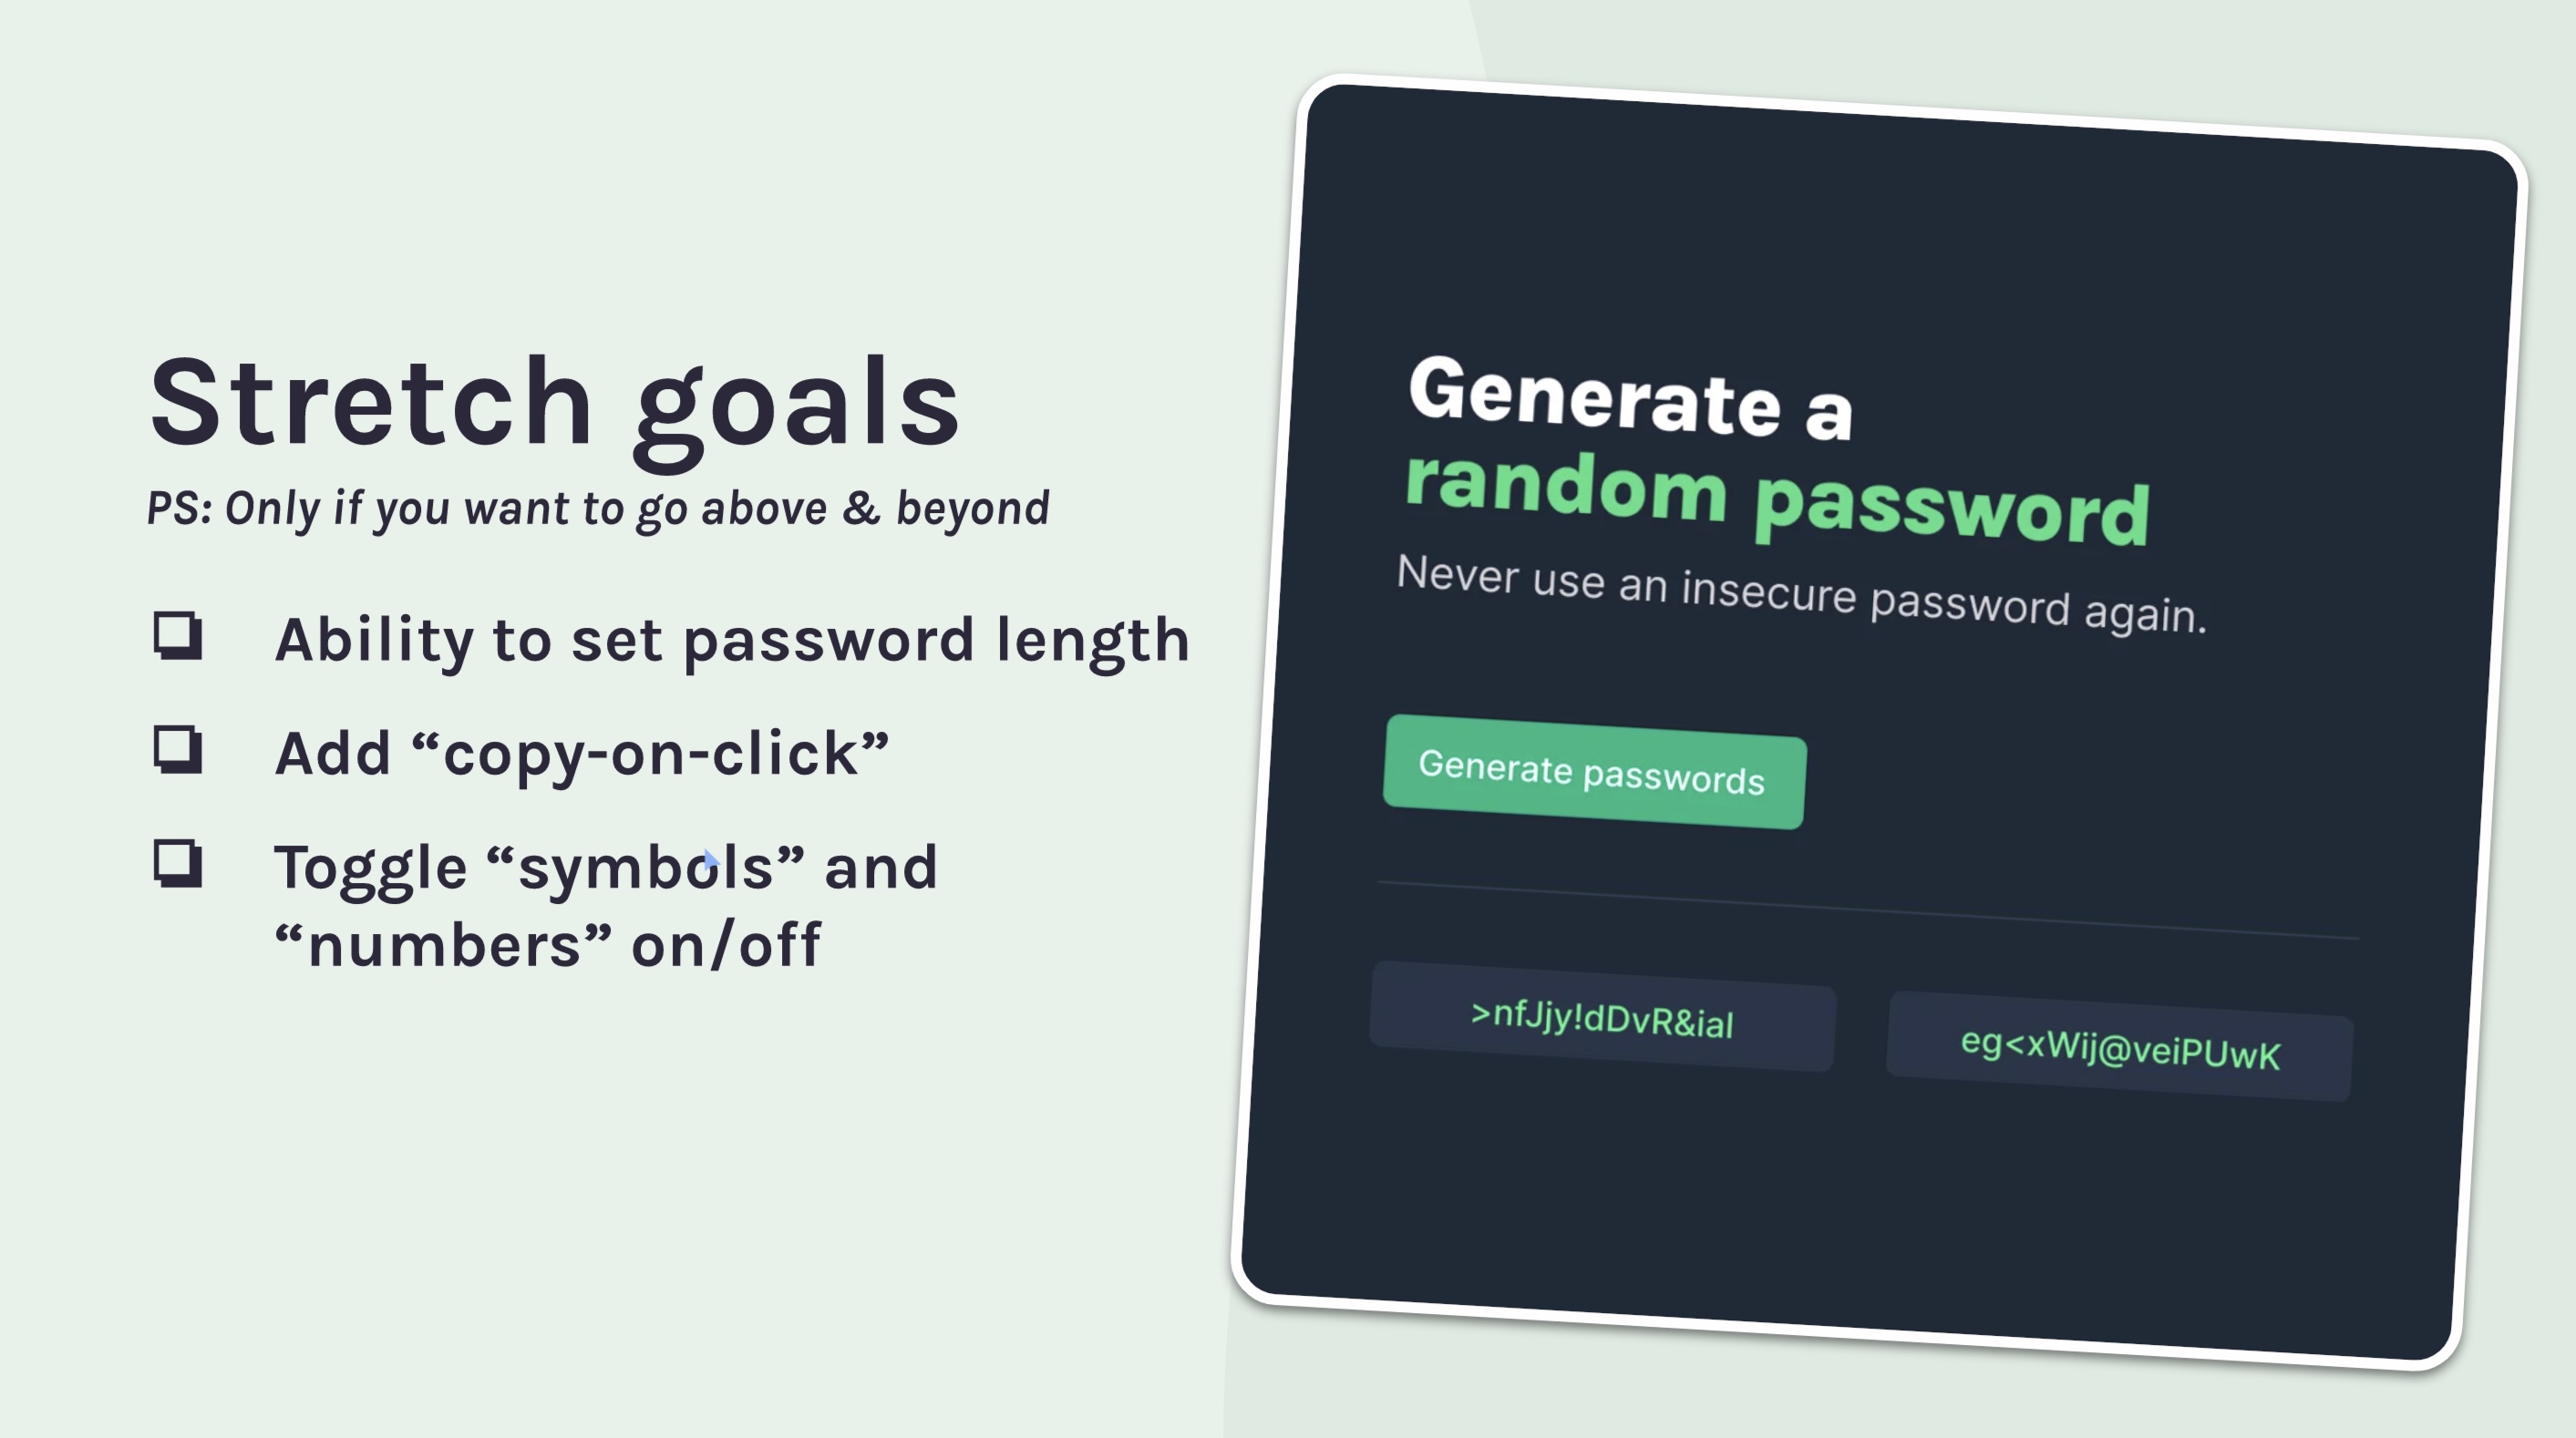 Stretch goals
PS: Only if you want to go above & beyond
Ability to set password length
Add “copy-on-click”
Toggle “symbols” and
“numbers” on/off
Generate a
random password
Never use an insecure password again.
Generate passwords
>nfJjy!dDvR&ial
eg<xWij@veiPUwK